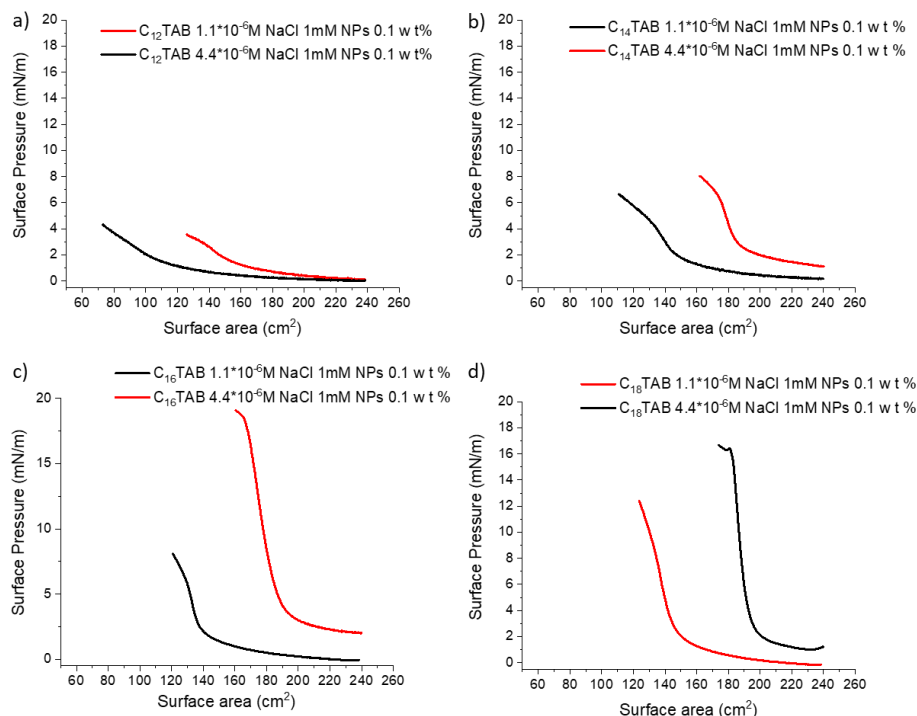 a)
C₁₂TAB 1.1*10⁻⁶M NaCl 1mM NPs 0.1 w t%
C₁₂TAB 4.4*10⁻⁶M NaCl 1mM NPs 0.1 w t%
20
18
16
14
12
10
8
6
4
2
0
Surface Pressure (mN/m)
60 80 100 120 140 160 180 200 220 240 260
Surface area (cm²)
b)
C₁₄TAB 1.1*10⁻⁶M NaCl 1mM NPs 0.1 w t%
C₁₄TAB 4.4*10⁻⁶M NaCl 1mM NPs 0.1 w t%
20
18
16
14
12
10
8
6
4
2
0
Surface Pressure (mN/m)
60 80 100 120 140 160 180 200 220 240 260
Surface area (cm²)
c)
C₁₆TAB 1.1*10⁻⁶M NaCl 1mM NPs 0.1 w t %
C₁₆TAB 4.4*10⁻⁶M NaCl 1mM NPs 0.1 w t %
20
15
10
5
0
Surface Pressure (mN/m)
60 80 100 120 140 160 180 200 220 240 260
Surface area (cm²)
d)
C₁₈TAB 1.1*10⁻⁶M NaCl 1mM NPs 0.1 w t %
C₁₈TAB 4.4*10⁻⁶M NaCl 1mM NPs 0.1 w t %
20
18
16
14
12
10
8
6
4
2
0
Surface Pressure (mN/m)
60 80 100 120 140 160 180 200 220 240 260
Surface area (cm²)